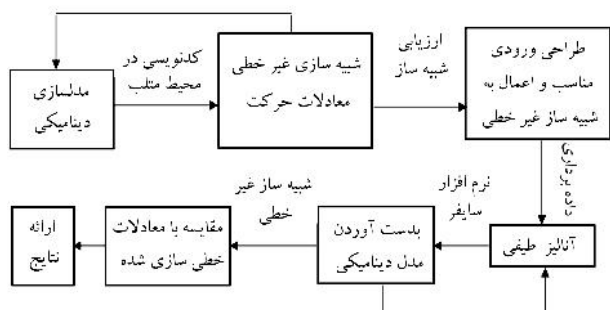 مدلسازی
دینامیکی
کدنویسی در
محیط متلب
شبیه سازی غیر خطی
معادلات حرکت
ارزیابی
شبیه ساز
طراحی ورودی
مناسب و اعمال به
شبیه ساز غیر خطی
داده برداری
آنالیز طیفی
نرم افزار
سایفر
بدست آوردن
مدل دینامیکی
شبیه ساز غیر
خطی
مقایسه با معادلات
خطی سازی شده
ارائه
نتایج